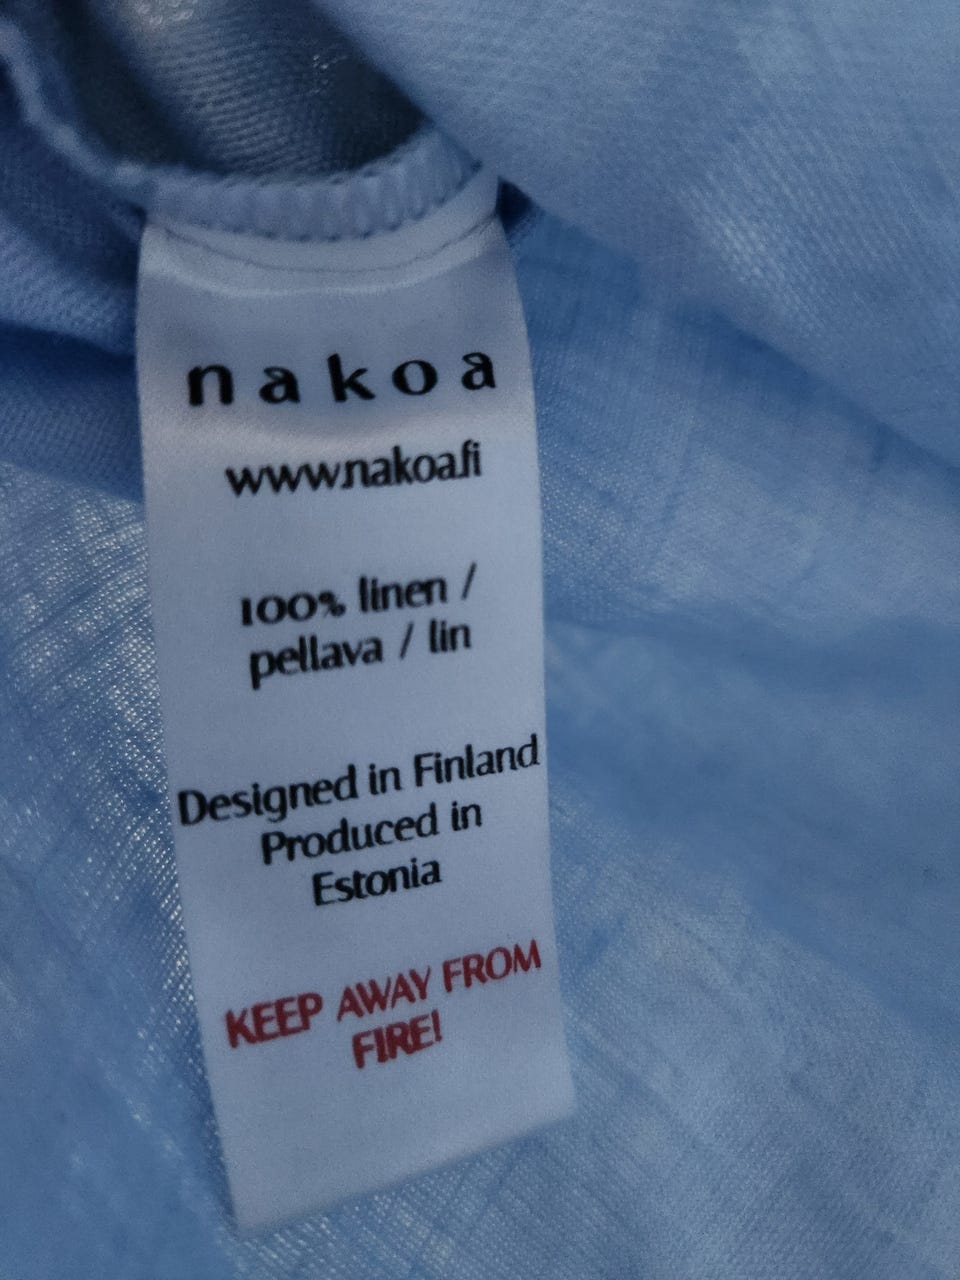 nakoa
www.nakoa.fi
100% linen /
pellava / lin
Designed in Finland
Produced in
Estonia
KEEP AWAY FROM
FIRE!